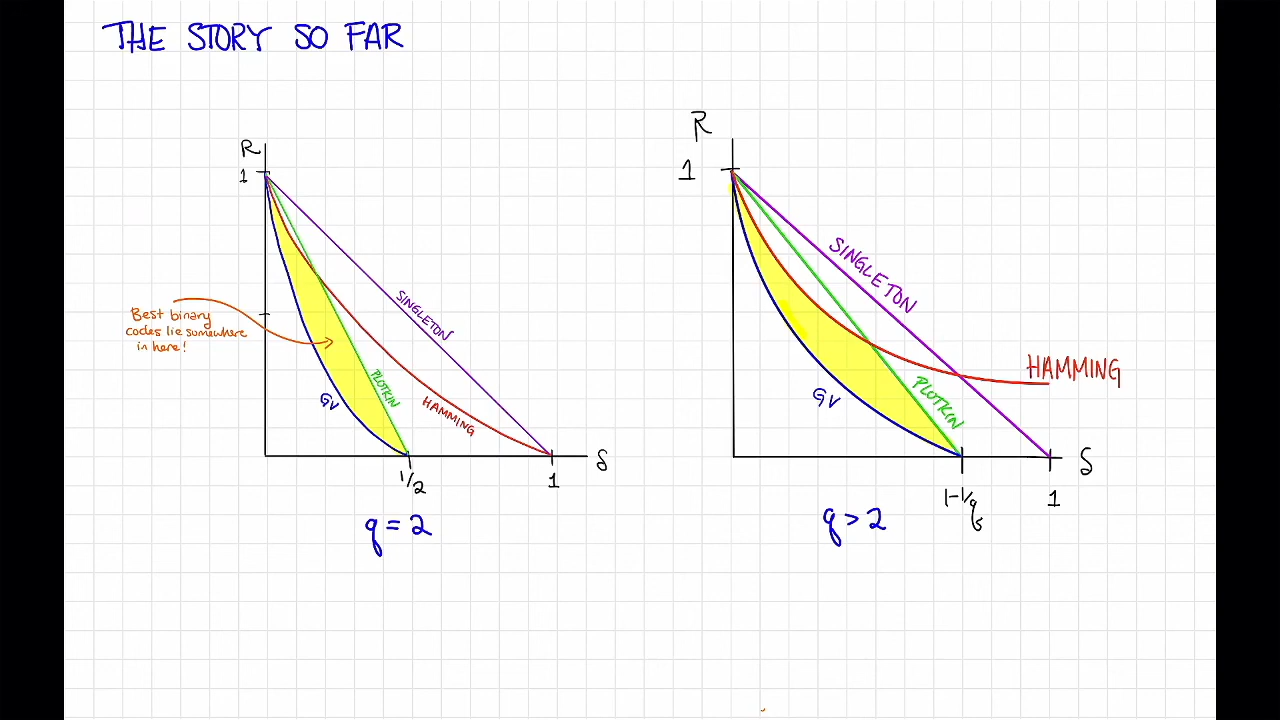 THE STORY SO FAR
R
1
Best binary
codes lie somewhere
in here!
SINGLETON
PLOTKIN
GV
HAMMING
1/2
1
δ
q = 2
R
1
SINGLETON
HAMMING
PLOTKIN
GV
1-1/q
1
δ
q > 2